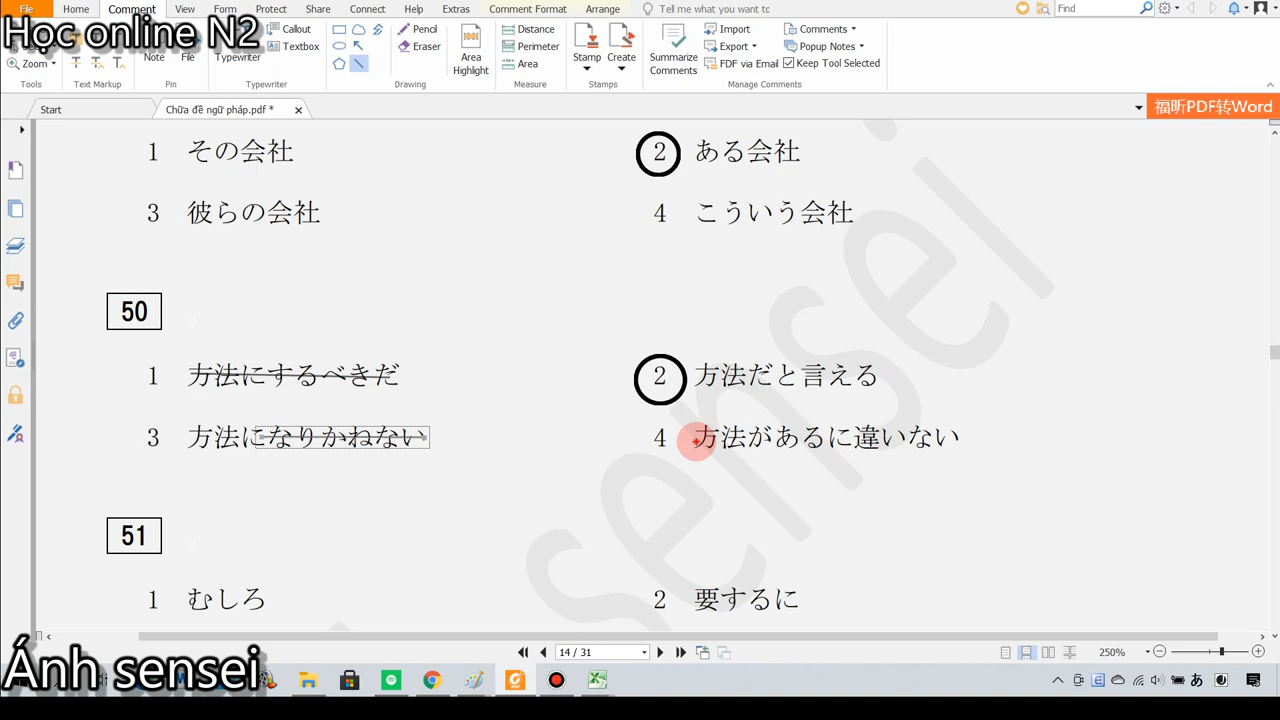 File Home Comment View Form Protect Share Connect Help Extras Comment Format Arrange Tell me what you want to Find
Học online N2
Callout Pencil Distance Import Comments
Textbox Eraser Perimeter Export Popup Notes
Zoom Typewriter Note File Area Highlight Area Stamp Create Summarize Comments FDF via Email Keep Tool Selected
Tools Text Markup Pin Typewriter Drawing Measure Stamps Manage Comments
Start Chữa đề ngữ pháp.pdf * 福昕PDF转Word
1 その会社 2 ある会社
3 彼らの会社 4 こういう会社
50
1 方法にするべきだ 2 方法だと言える
3 方法になりかねない 4 方法があるに違いない
51
1 むしろ 2 要するに
sensei
14 / 31 250%
Ánh sensei
あ